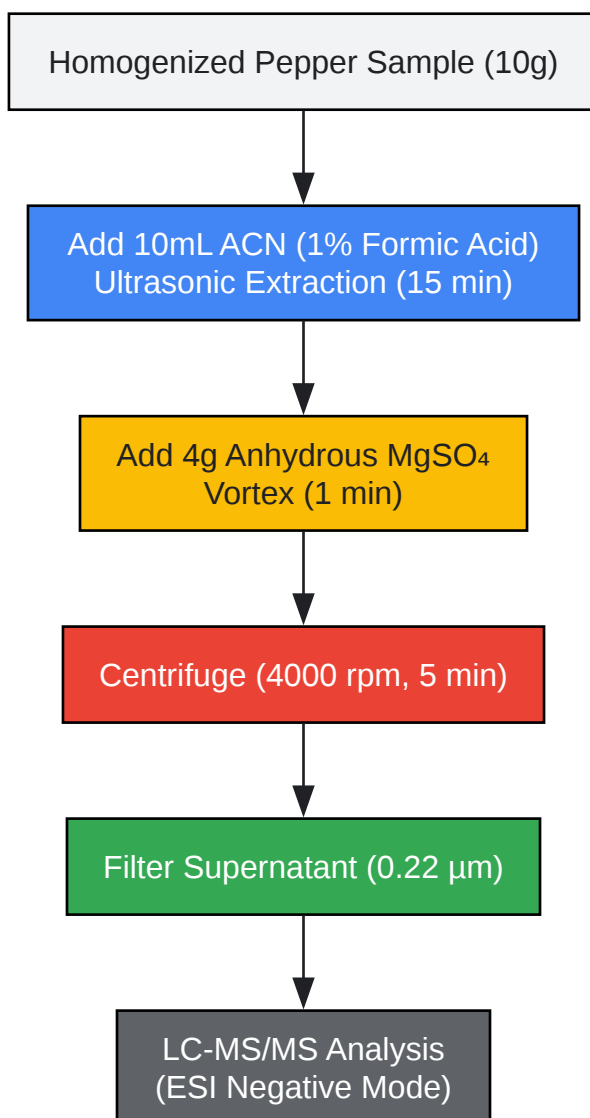 Homogenized Pepper Sample (10g)
Add 10mL ACN (1% Formic Acid)
Ultrasonic Extraction (15 min)
Add 4g Anhydrous MgSO₄
Vortex (1 min)
Centrifuge (4000 rpm, 5 min)
Filter Supernatant (0.22 µm)
LC-MS/MS Analysis
(ESI Negative Mode)